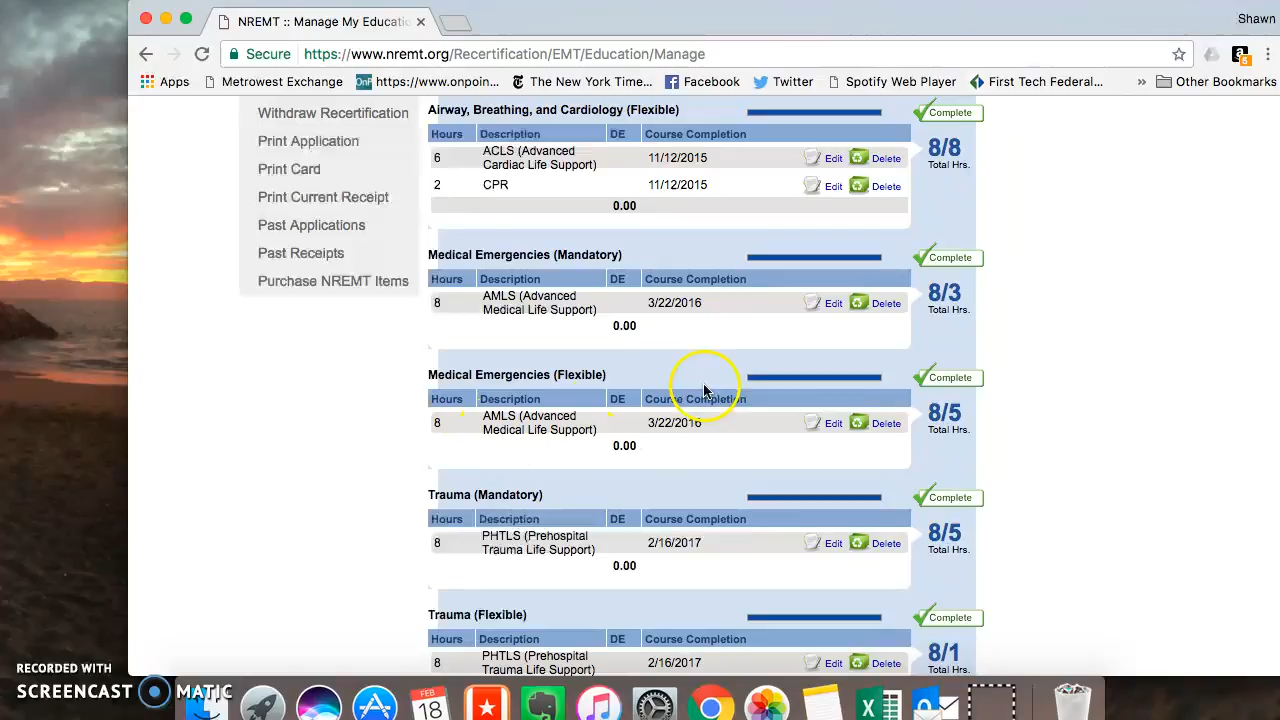 NREMT :: Manage My Educatio
Shawn
Secure https://www.nremt.org/Recertification/EMT/Education/Manage
Apps Metrowest Exchange OnP https://www.onpoin... The New York Time... Facebook Twitter Spotify Web Player First Tech Federal... » Other Bookmarks
Withdraw Recertification
Print Application
Print Card
Print Current Receipt
Past Applications
Past Receipts
Purchase NREMT Items
Airway, Breathing, and Cardiology (Flexible)
Complete
Hours Description DE Course Completion
8/8
Total Hrs.
6 ACLS (Advanced
Cardiac Life Support) 11/12/2015 Edit Delete
2 CPR 11/12/2015 Edit Delete
0.00
Medical Emergencies (Mandatory)
Complete
Hours Description DE Course Completion
8/3
Total Hrs.
8 AMLS (Advanced
Medical Life Support) 3/22/2016 Edit Delete
0.00
Medical Emergencies (Flexible)
Complete
Hours Description DE Course Completion
8/5
Total Hrs.
8 AMLS (Advanced
Medical Life Support) 3/22/2016 Edit Delete
0.00
Trauma (Mandatory)
Complete
Hours Description DE Course Completion
8/5
Total Hrs.
8 PHTLS (Prehospital
Trauma Life Support) 2/16/2017 Edit Delete
0.00
Trauma (Flexible)
Complete
Hours Description DE Course Completion
8/1
Total Hrs.
8 PHTLS (Prehospital
Trauma Life Support) 2/16/2017 Edit Delete
RECORDED WITH
SCREENCAST MATIC
FEB
18